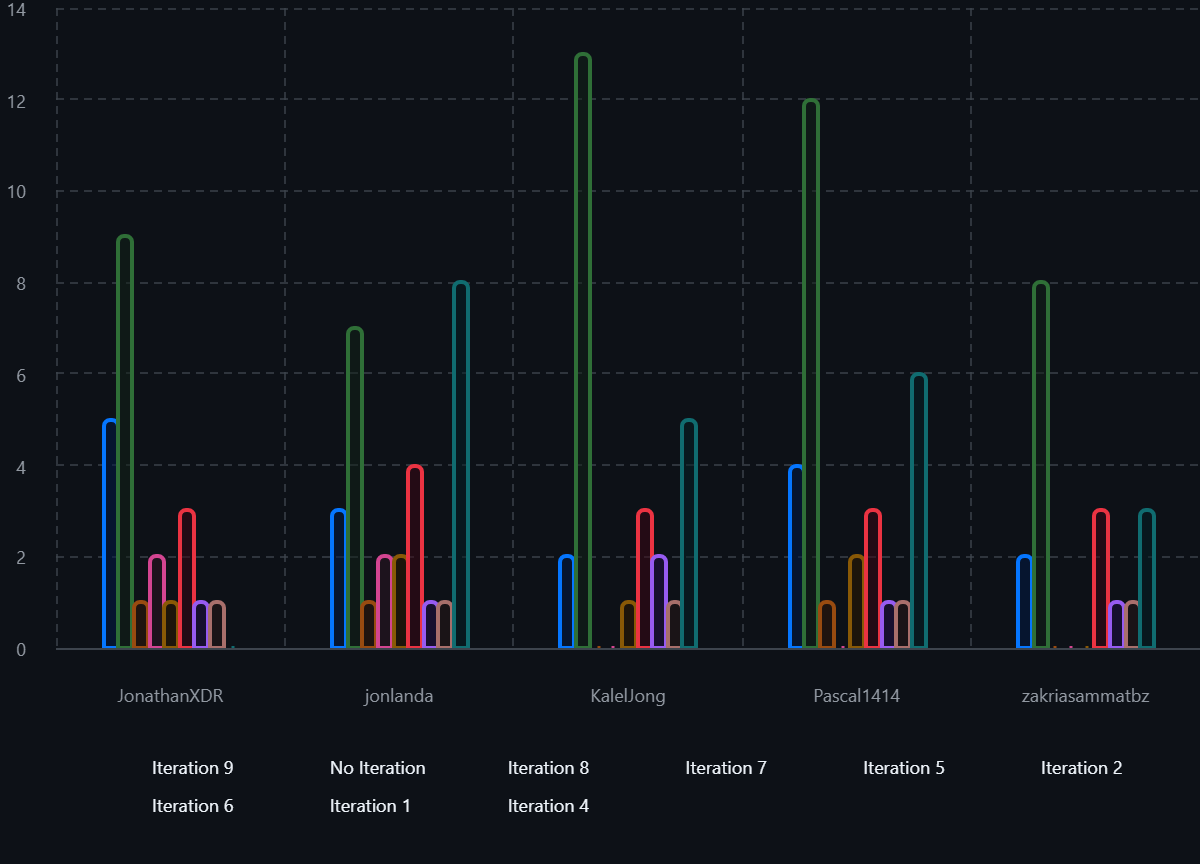 14
12
10
8
6
4
2
0
JonathanXDR jonlanda KalelJong Pascal1414 zakriasammatbz
Iteration 9 No Iteration Iteration 8 Iteration 7 Iteration 5 Iteration 2
Iteration 6 Iteration 1 Iteration 4